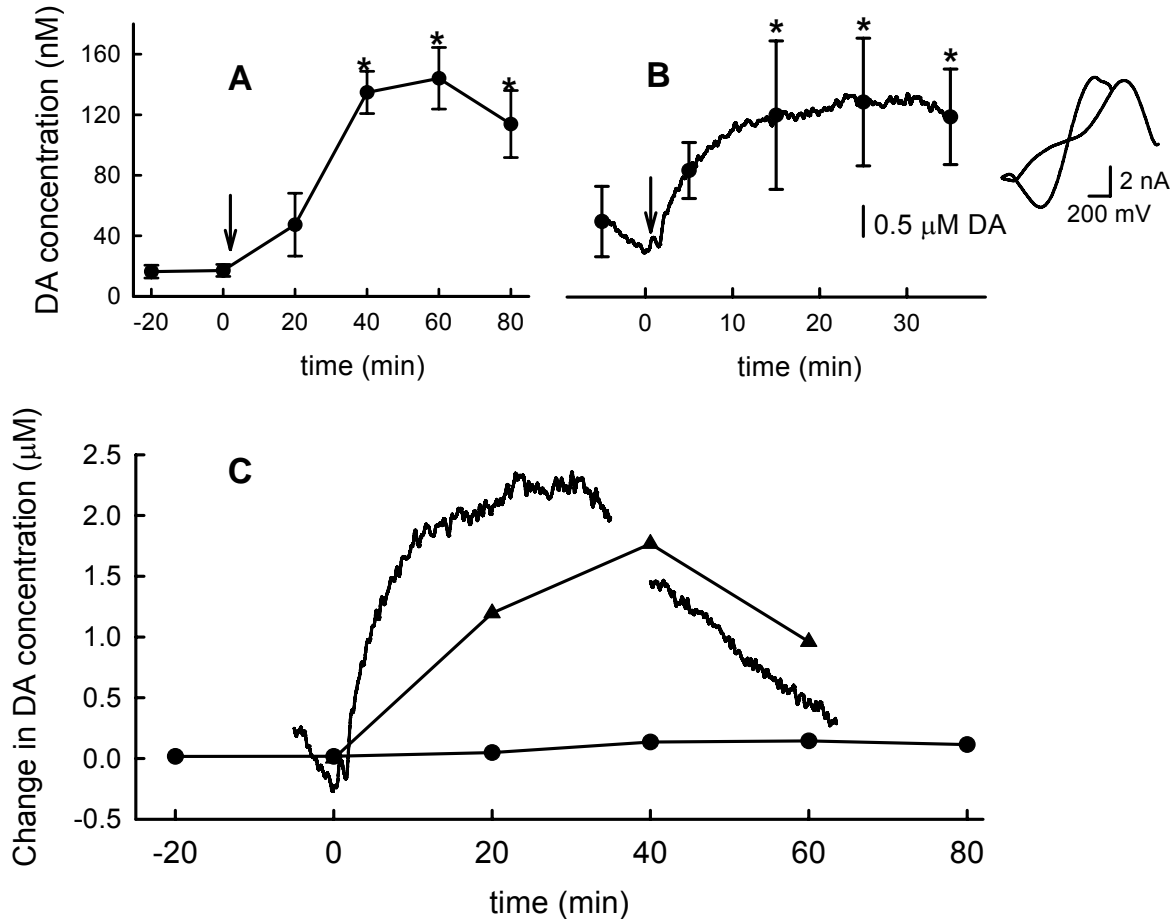 DA concentration (nM)
160
120
80
40
0
A
*
*
*
-20 0 20 40 60 80
time (min)
B
*
*
*
0.5 μM DA
0 10 20 30
time (min)
2 nA
200 mV
Change in DA concentration (μM)
2.5
2.0
1.5
1.0
0.5
0.0
-0.5
C
-20 0 20 40 60 80
time (min)